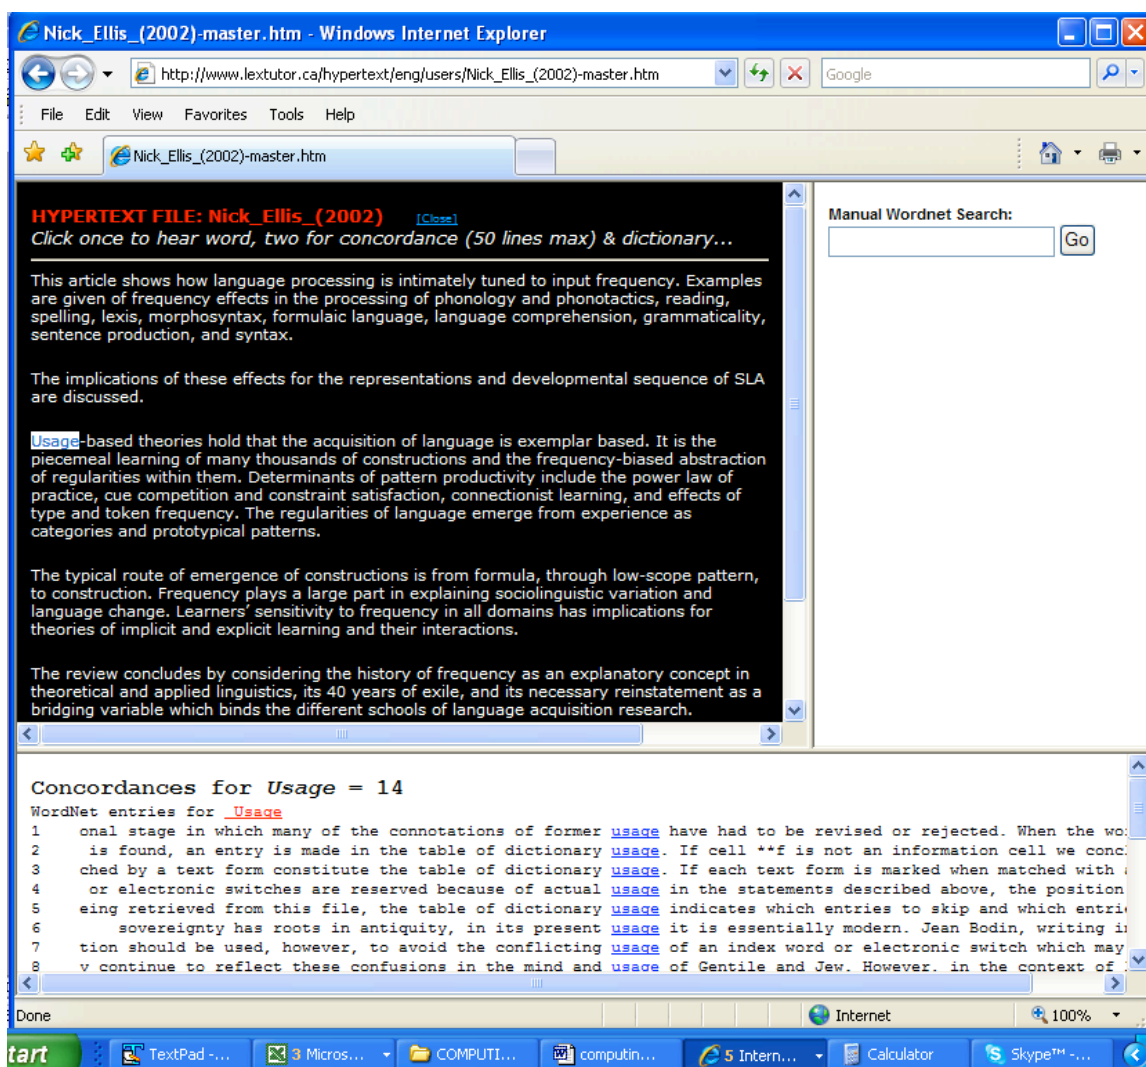 Nick_Ellis_(2002)-master.htm - Windows Internet Explorer
http://www.lextutor.ca/hypertext/eng/users/Nick_Ellis_(2002)-master.htm
Google
File Edit View Favorites Tools Help
Nick_Ellis_(2002)-master.htm
HYPERTEXT FILE: Nick_Ellis_(2002) [Close]
Click once to hear word, two for concordance (50 lines max) & dictionary...
This article shows how language processing is intimately tuned to input frequency. Examples
are given of frequency effects in the processing of phonology and phonotactics, reading,
spelling, lexis, morphosyntax, formulaic language, language comprehension, grammaticality,
sentence production, and syntax.
The implications of these effects for the representations and developmental sequence of SLA
are discussed.
Usage-based theories hold that the acquisition of language is exemplar based. It is the
piecemeal learning of many thousands of constructions and the frequency-biased abstraction
of regularities within them. Determinants of pattern productivity include the power law of
practice, cue competition and constraint satisfaction, connectionist learning, and effects of
type and token frequency. The regularities of language emerge from experience as
categories and prototypical patterns.
The typical route of emergence of constructions is from formula, through low-scope pattern,
to construction. Frequency plays a large part in explaining sociolinguistic variation and
language change. Learners' sensitivity to frequency in all domains has implications for
theories of implicit and explicit learning and their interactions.
The review concludes by considering the history of frequency as an explanatory concept in
theoretical and applied linguistics, its 40 years of exile, and its necessary reinstatement as a
bridging variable which binds the different schools of language acquisition research.
Manual Wordnet Search:
Go
Concordances for Usage = 14
WordNet entries for Usage
1 onal stage in which many of the connotations of former usage have had to be revised or rejected. When the wo
2 is found, an entry is made in the table of dictionary usage. If cell **f is not an information cell we conc
3 ched by a text form constitute the table of dictionary usage. If each text form is marked when matched with
4 or electronic switches are reserved because of actual usage in the statements described above, the position
5 eing retrieved from this file, the table of dictionary usage indicates which entries to skip and which entri
6 sovereignty has roots in antiquity, in its present usage it is essentially modern. Jean Bodin, writing i
7 tion should be used, however, to avoid the conflicting usage of an index word or electronic switch which may
8 y continue to reflect these confusions in the mind and usage of Gentile and Jew. However, in the context of
Done Internet 100%
tart TextPad -... 3 Micros... COMPUTI... computin... 5 Intern... Calculator Skype™ -...